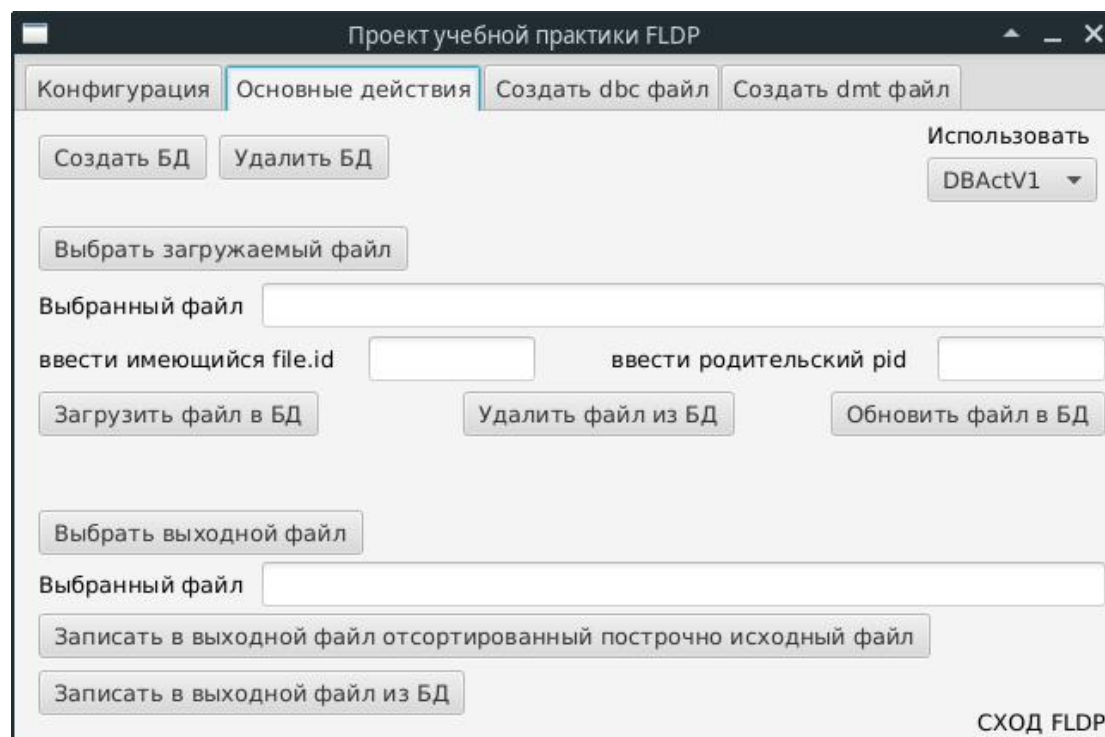 Проект учебной практики FLDP
Конфигурация Основные действия Создать dbc файл Создать dmt файл
Создать БД Удалить БД
Использовать
DBActV1
Выбрать загружаемый файл
Выбранный файл
ввести имеющийся file.id ввести родительский pid
Загрузить файл в БД Удалить файл из БД Обновить файл в БД
Выбрать выходной файл
Выбранный файл
Записать в выходной файл отсортированный построчно исходный файл
Записать в выходной файл из БД
СХОД FLDP